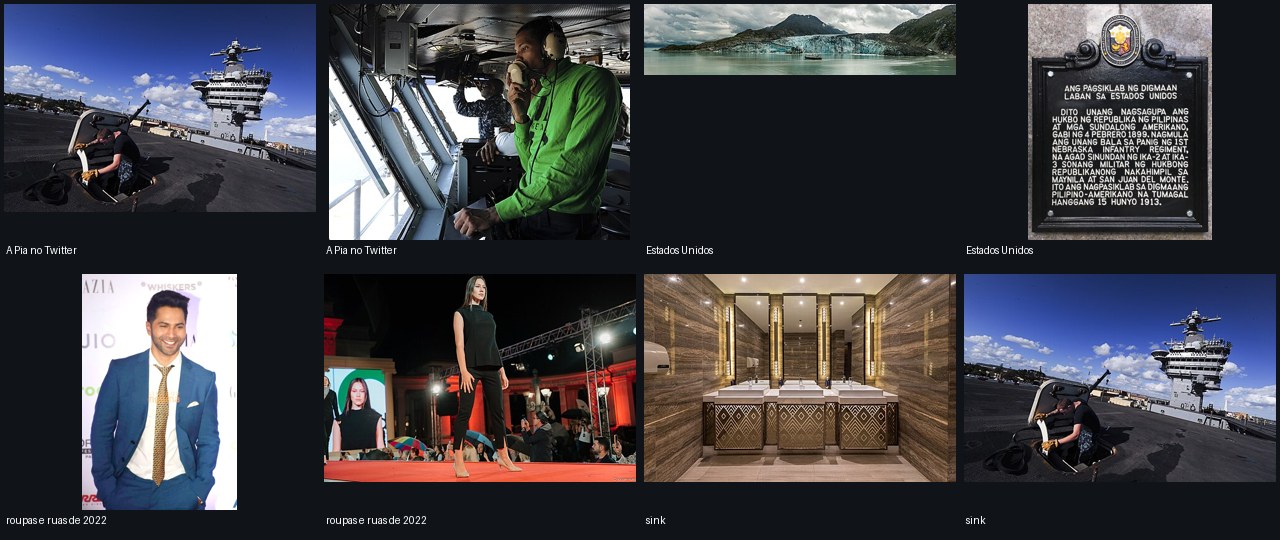 A Pia no Twitter
A Pia no Twitter
Estados Unidos
ANG PAGSIKLAB NG DIGMAAN
LABAN SA ESTADOS UNIDOS
DITO UNANG NAGSAGUPA ANG
HUKBO NG REPUBLIKA NG PILIPINAS
AT MGA SUNDALONG AMERIKANO,
GABI NG 4 PEBRERO 1899. NAGMULA
ANG UNANG BALA SA PANIG NG 1ST
NEBRASKA INFANTRY REGIMENT,
NA AGAD SINUNDAN NG IKA-2 AT IKA-
3 SONANG MILITAR NG HUKBONG
REPUBLIKANONG NAKAHIMPIL SA
MAYNILA AT SAN JUAN DEL MONTE.
ITO ANG NAGPASIKLAB SA DIGMAANG
PILIPINO-AMERIKANO NA TUMAGAL
HANGGANG 15 HUNYO 1913.
Estados Unidos
AZIA
"WHISKERS"
UIO
roupas e ruas de 2022
roupas e ruas de 2022
sink
sink